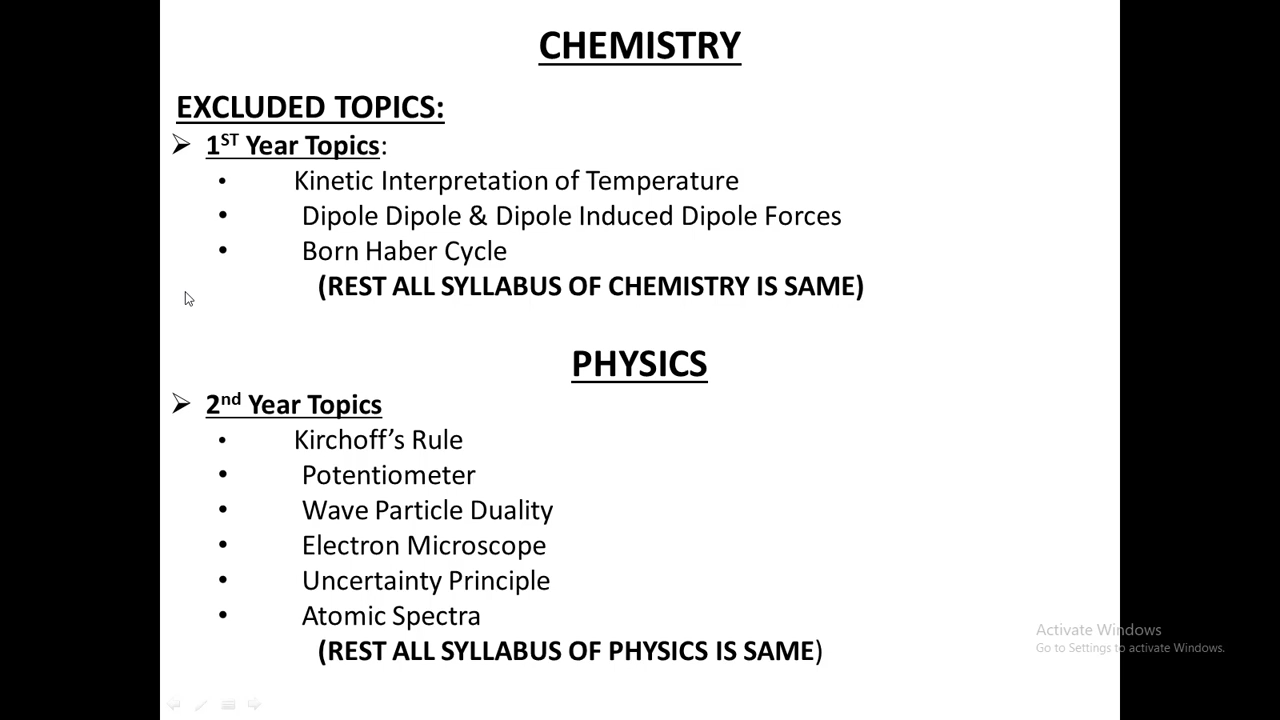 CHEMISTRY
EXCLUDED TOPICS:
➢ 1ST Year Topics:
• Kinetic Interpretation of Temperature
• Dipole Dipole & Dipole Induced Dipole Forces
• Born Haber Cycle
(REST ALL SYLLABUS OF CHEMISTRY IS SAME)
PHYSICS
➢ 2nd Year Topics
• Kirchoff’s Rule
• Potentiometer
• Wave Particle Duality
• Electron Microscope
• Uncertainty Principle
• Atomic Spectra
(REST ALL SYLLABUS OF PHYSICS IS SAME)
Activate Windows
Go to Settings to activate Windows.